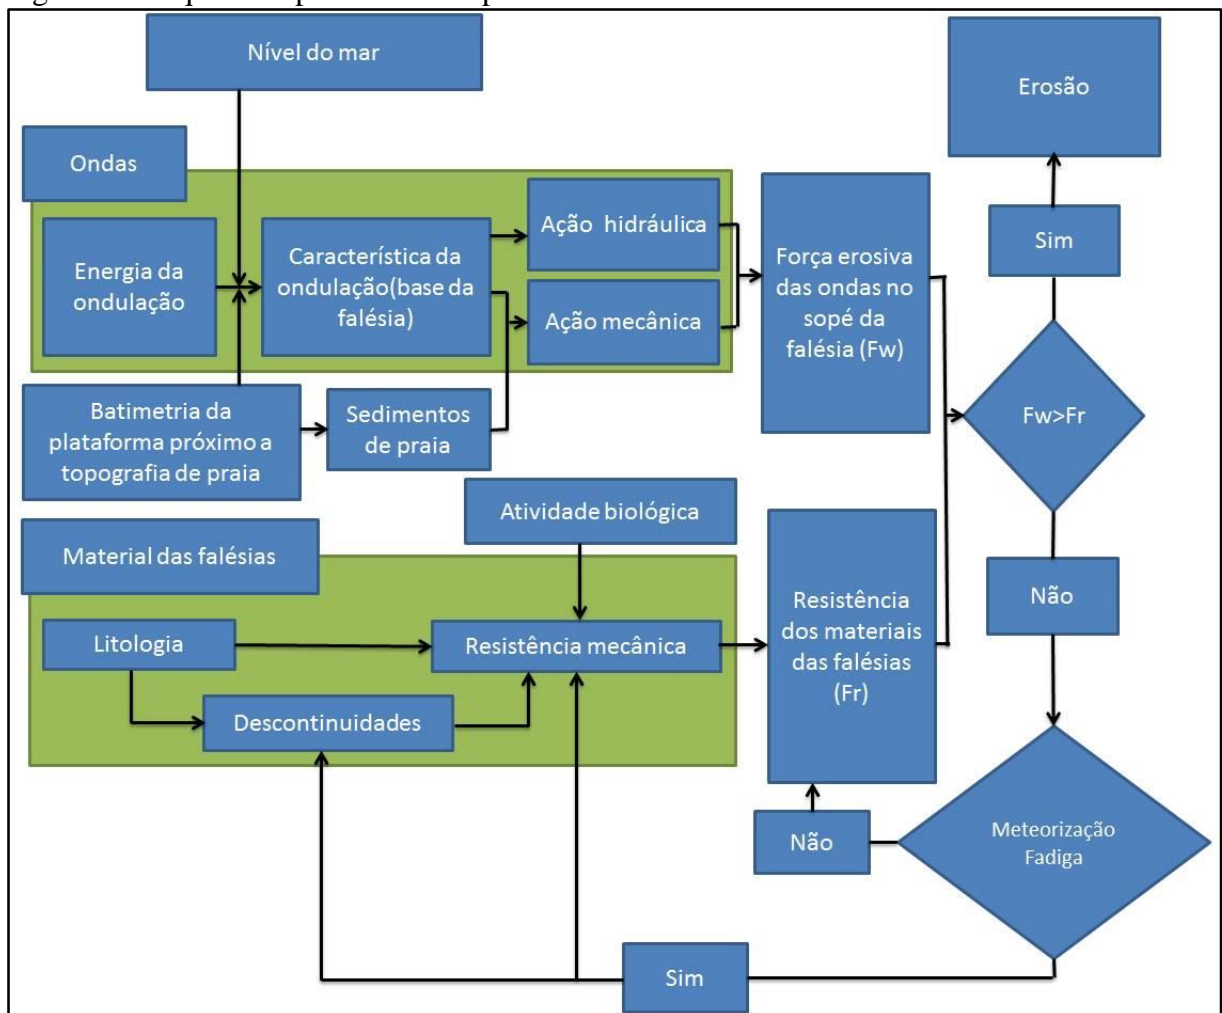 Nível do mar
Erosão
Ondas
Energia da
ondulação
Característica da
ondulação(base da
falésia)
Ação hidráulica
Ação mecânica
Força erosiva
das ondas no
sopé da
falésia (Fw)
Sim
Fw>Fr
Batimetria da
plataforma próximo a
topografia de praia
Sedimentos
de praia
Atividade biológica
Material das falésias
Litologia
Resistência mecânica
Descontinuidades
Resistência
dos materiais
das falésias
(Fr)
Não
Não
Meteorização
Fadiga
Sim